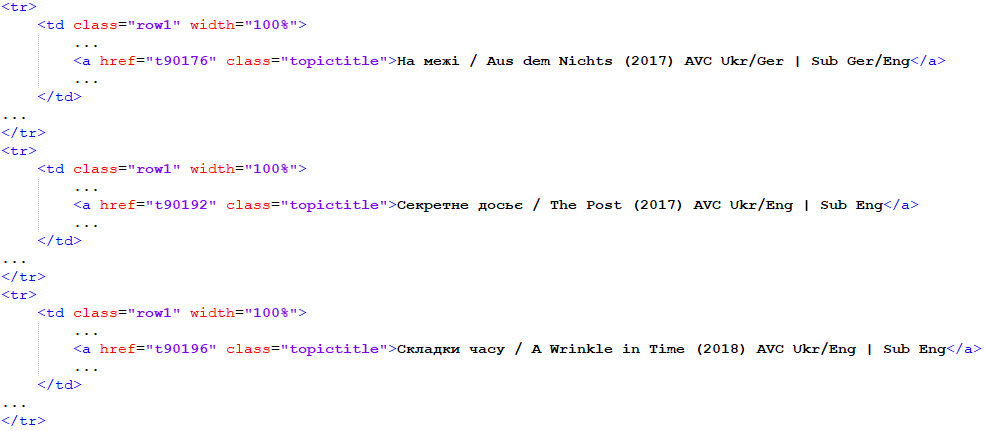 <tr>
<td class="row1" width="100%">
...
<a href="t90176" class="topictitle">На межі / Aus dem Nichts (2017) AVC Ukr/Ger | Sub Ger/Eng</a>
...
</td>
...
</tr>
<tr>
<td class="row1" width="100%">
...
<a href="t90192" class="topictitle">Секретне досьє / The Post (2017) AVC Ukr/Eng | Sub Eng</a>
...
</td>
...
</tr>
<tr>
<td class="row1" width="100%">
...
<a href="t90196" class="topictitle">Складки часу / A Wrinkle in Time (2018) AVC Ukr/Eng | Sub Eng</a>
...
</td>
...
</tr>